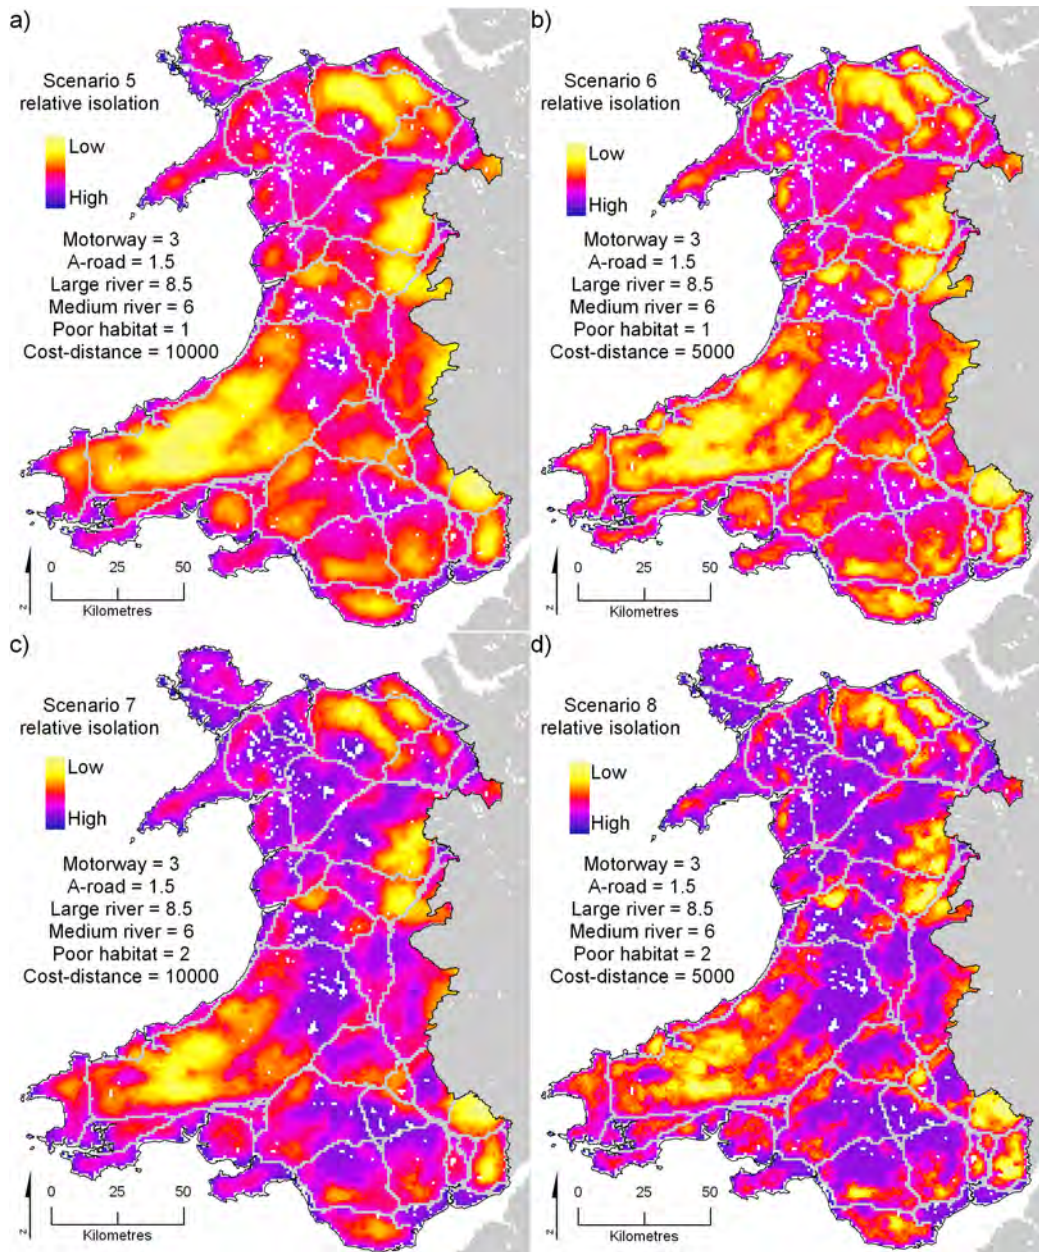 a)
Scenario 5
relative isolation
Low
High
Motorway = 3
A-road = 1.5
Large river = 8.5
Medium river = 6
Poor habitat = 1
Cost-distance = 10000
0 25 50
Kilometres
z
b)
Scenario 6
relative isolation
Low
High
Motorway = 3
A-road = 1.5
Large river = 8.5
Medium river = 6
Poor habitat = 1
Cost-distance = 5000
0 25 50
Kilometres
z
c)
Scenario 7
relative isolation
Low
High
Motorway = 3
A-road = 1.5
Large river = 8.5
Medium river = 6
Poor habitat = 2
Cost-distance = 10000
0 25 50
Kilometres
z
d)
Scenario 8
relative isolation
Low
High
Motorway = 3
A-road = 1.5
Large river = 8.5
Medium river = 6
Poor habitat = 2
Cost-distance = 5000
0 25 50
Kilometres
z